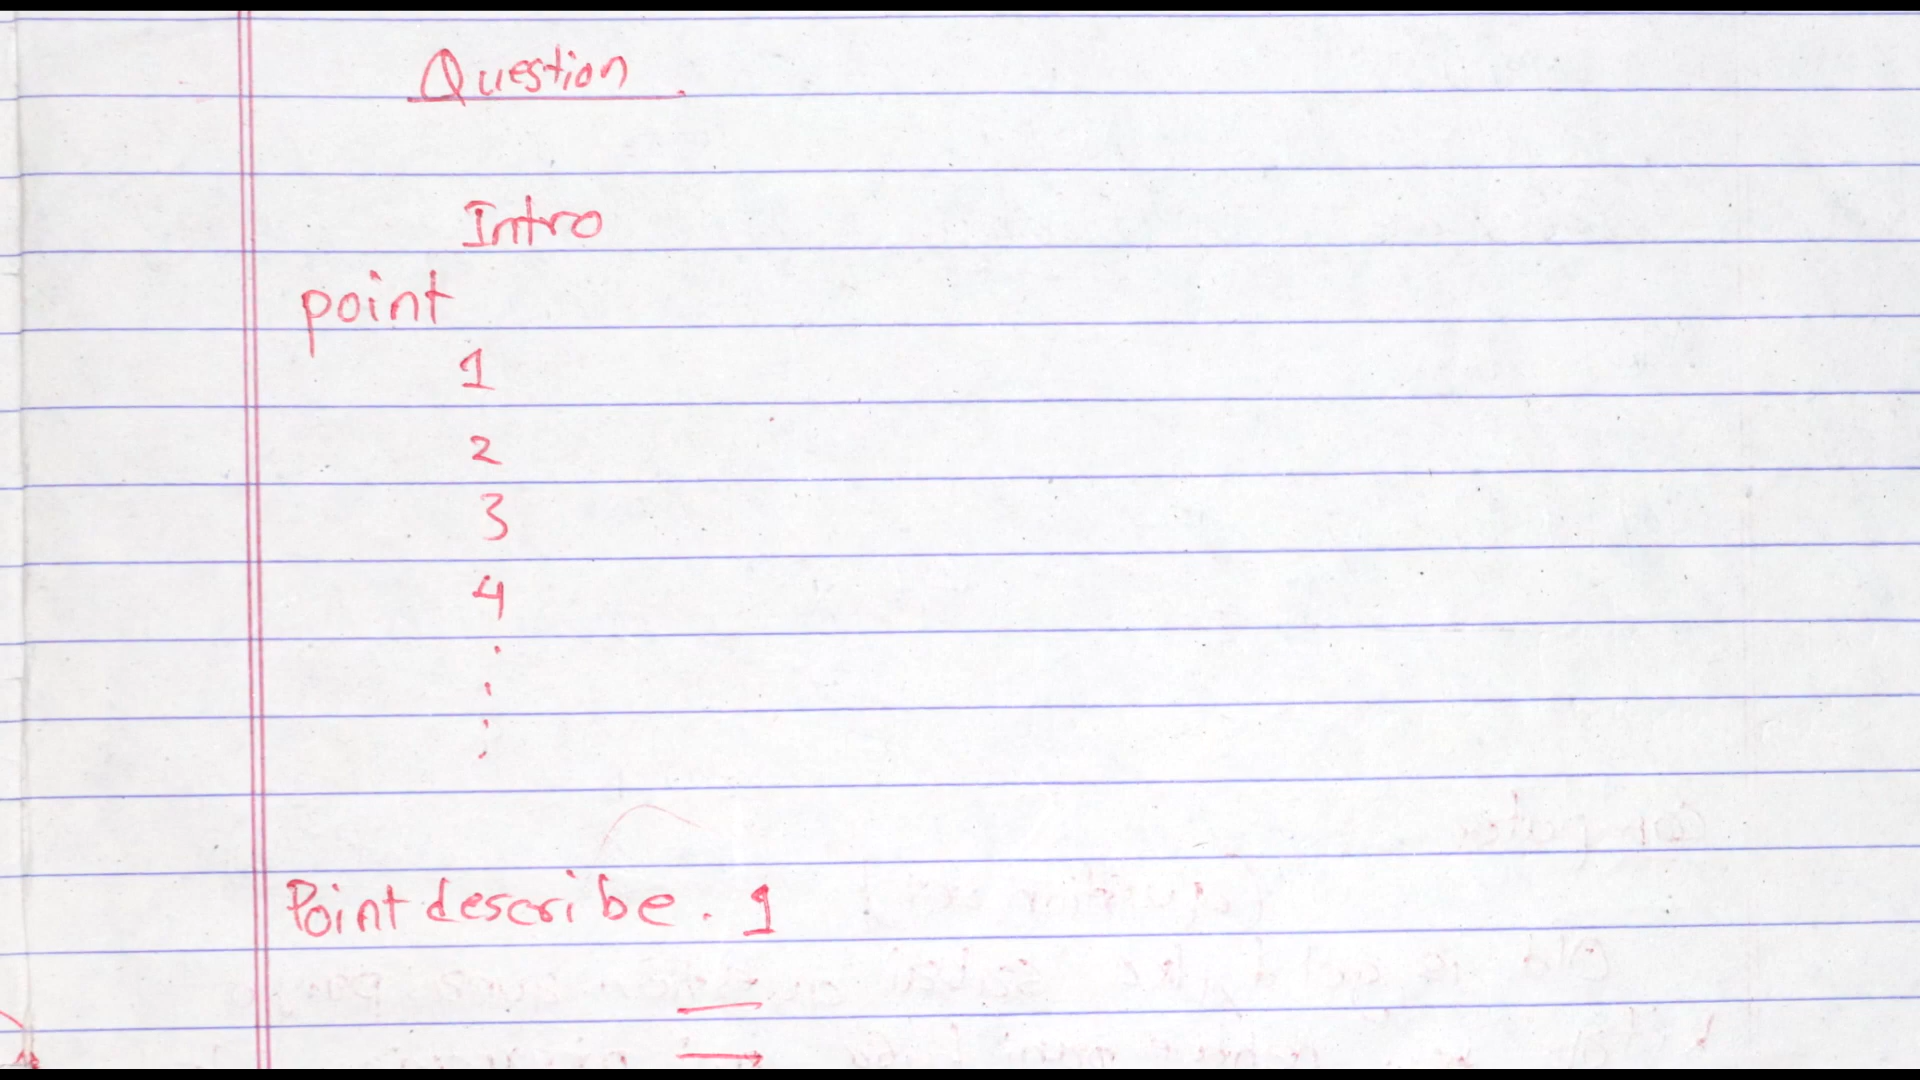 Question
Intro
point
1
2
3
4
Point describe. 1